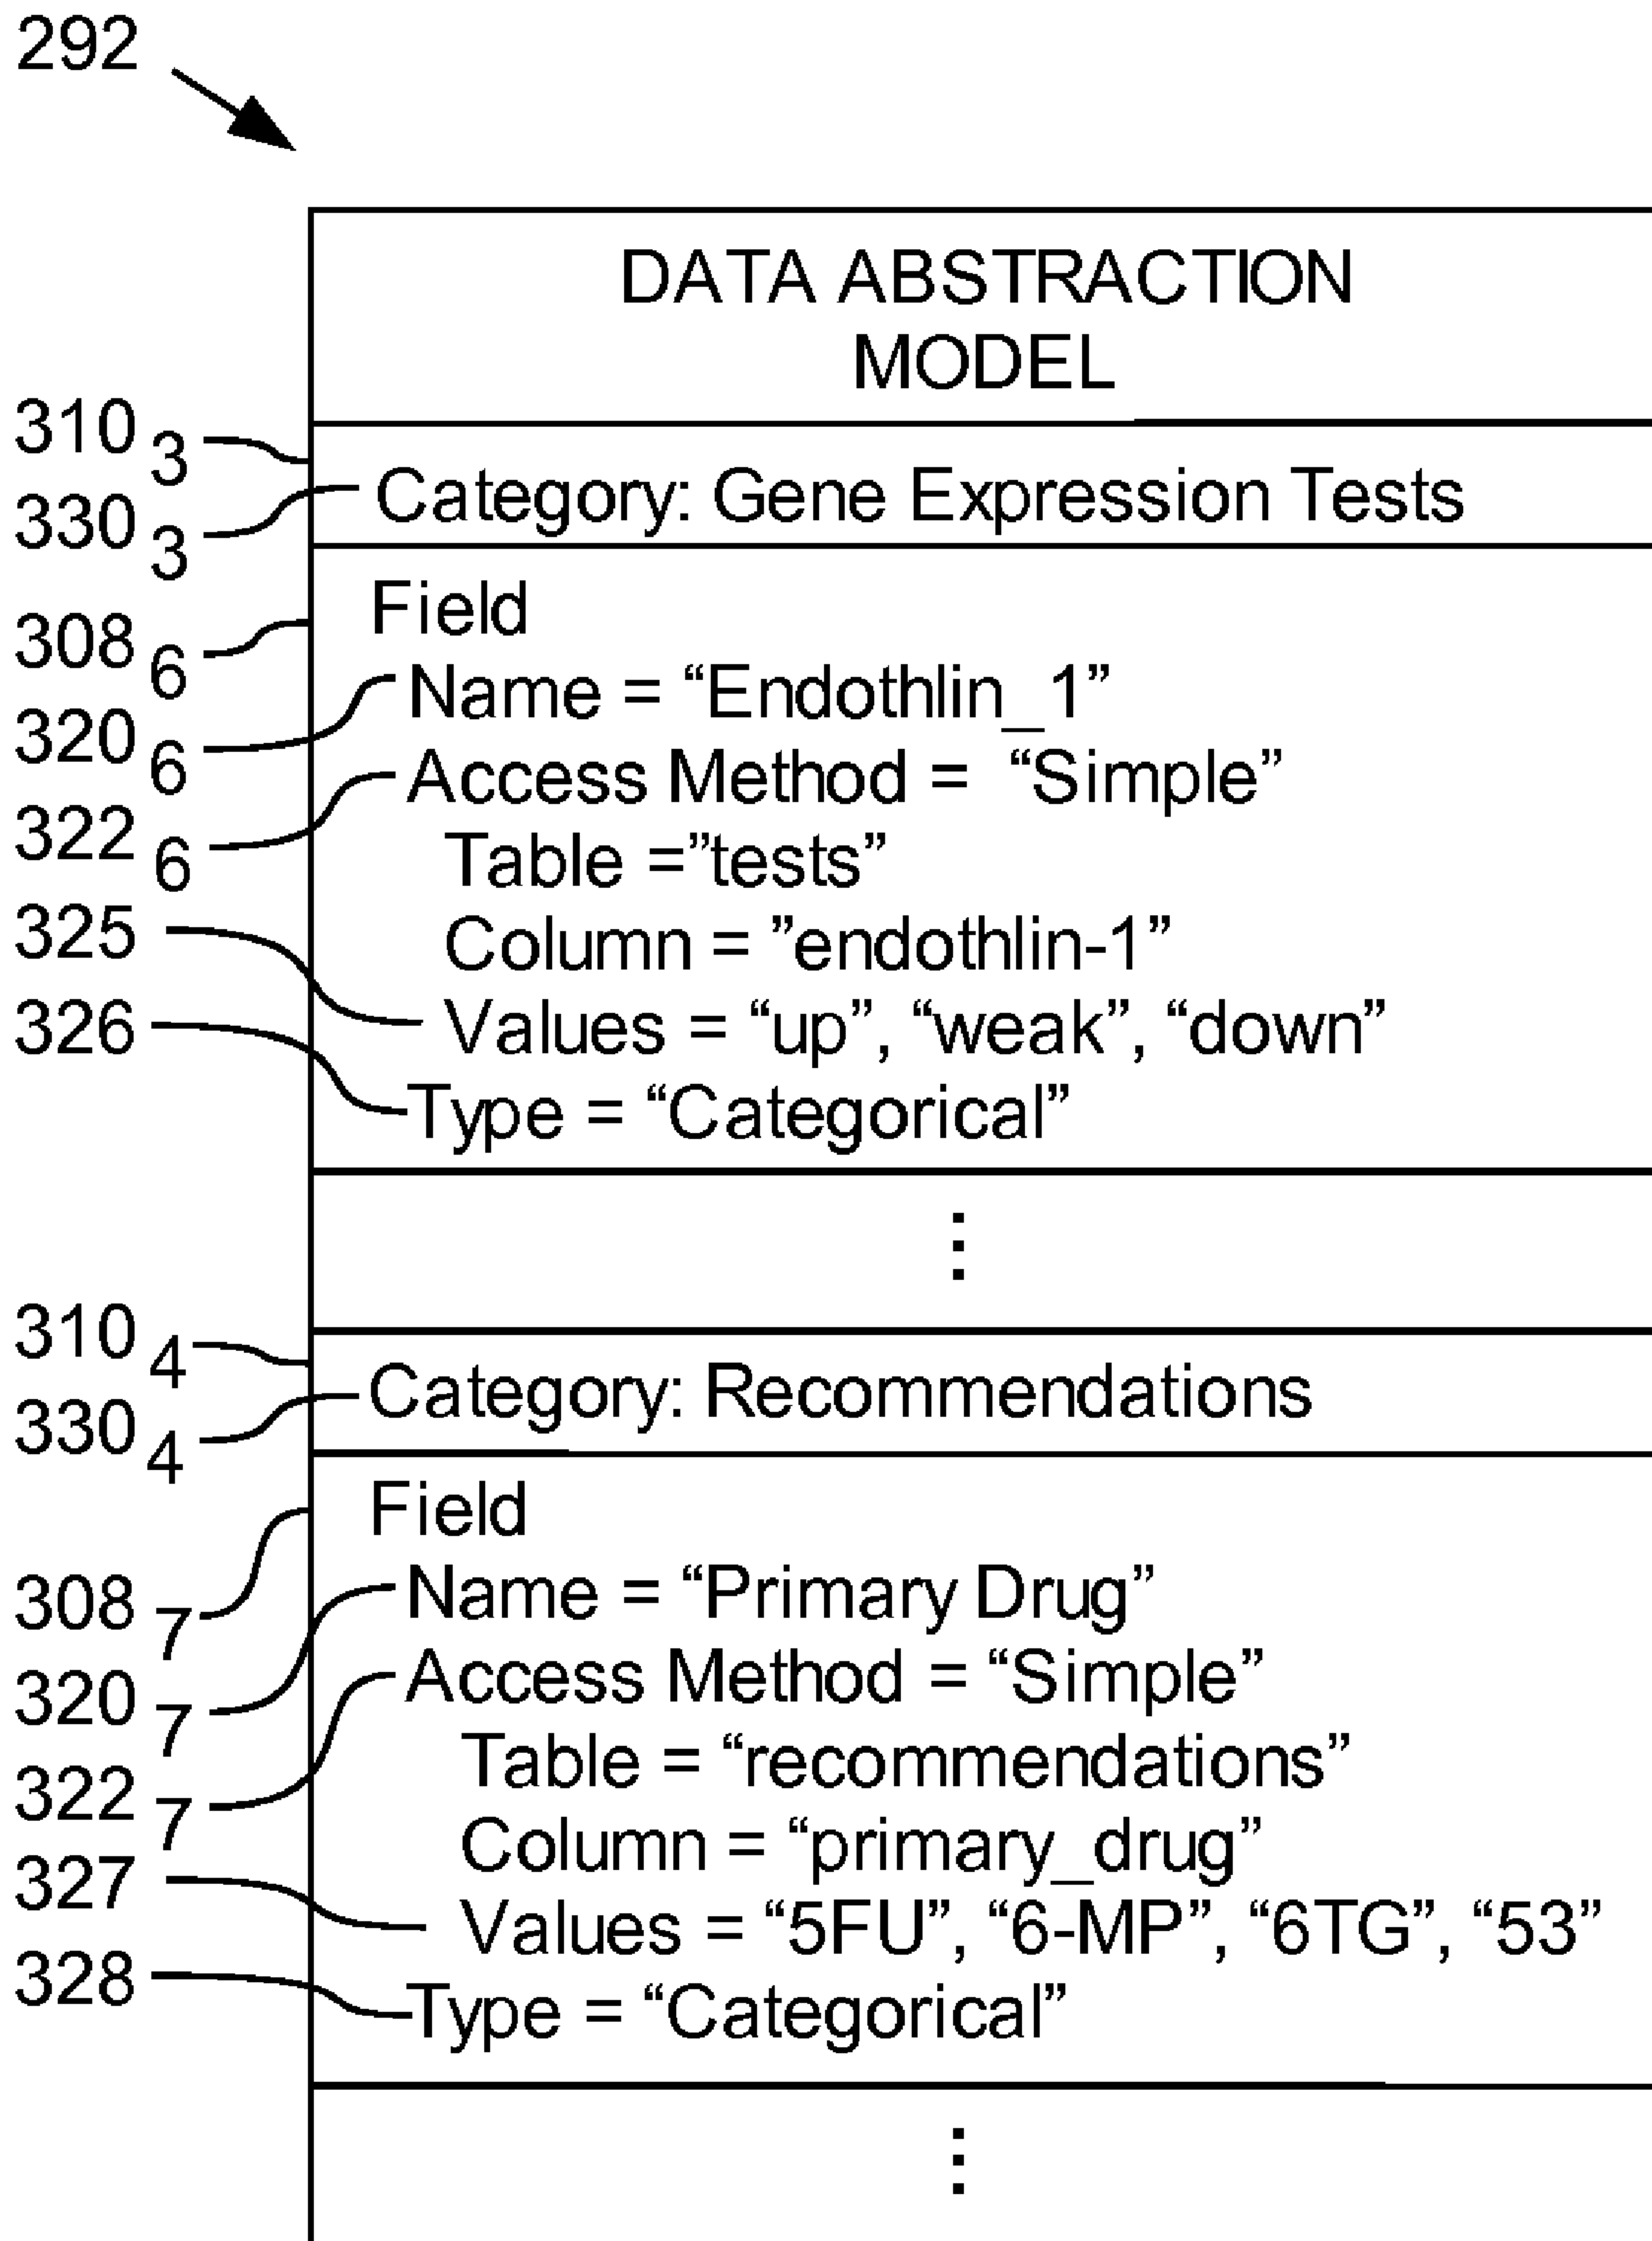 292
DATA ABSTRACTION
MODEL
310 3
330 3
Category: Gene Expression Tests
308 6
Field
320 6
Name = “Endothlin_1”
322 6
Access Method = “Simple”
Table =”tests”
Column = ”endothlin-1”
325
Values = “up”, “weak”, “down”
326
Type = “Categorical”
⋮
310 4
330 4
Category: Recommendations
308 7
Field
320 7
Name = “Primary Drug”
322 7
Access Method = “Simple”
Table = “recommendations”
Column = “primary_drug”
327
Values = “5FU”, “6-MP”, “6TG”, “53”
328
Type = “Categorical”
⋮